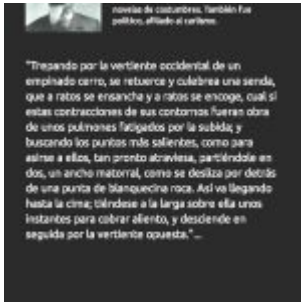 novelas de costumbres. También fue
político, afiliado al carlismo.
"Trepando por la vertiente occidental de un
empinado cerro, se retuerce y culebrea una senda,
que a ratos se ensancha y a ratos se encoge, cual si
estas contracciones de sus contornos fueran obra
de unos pulmones fatigados por la subida; y
buscando los puntos más salientes, como para
asirse a ellos, tan pronto atraviesa, partiéndole en
dos, un ancho matorral, como se desliza por detrás
de una punta de blanquecina roca. Así va llegando
hasta la cima; tiéndese a la larga sobre ella unos
instantes para cobrar aliento, y desciende en
seguida por la vertiente opuesta."...